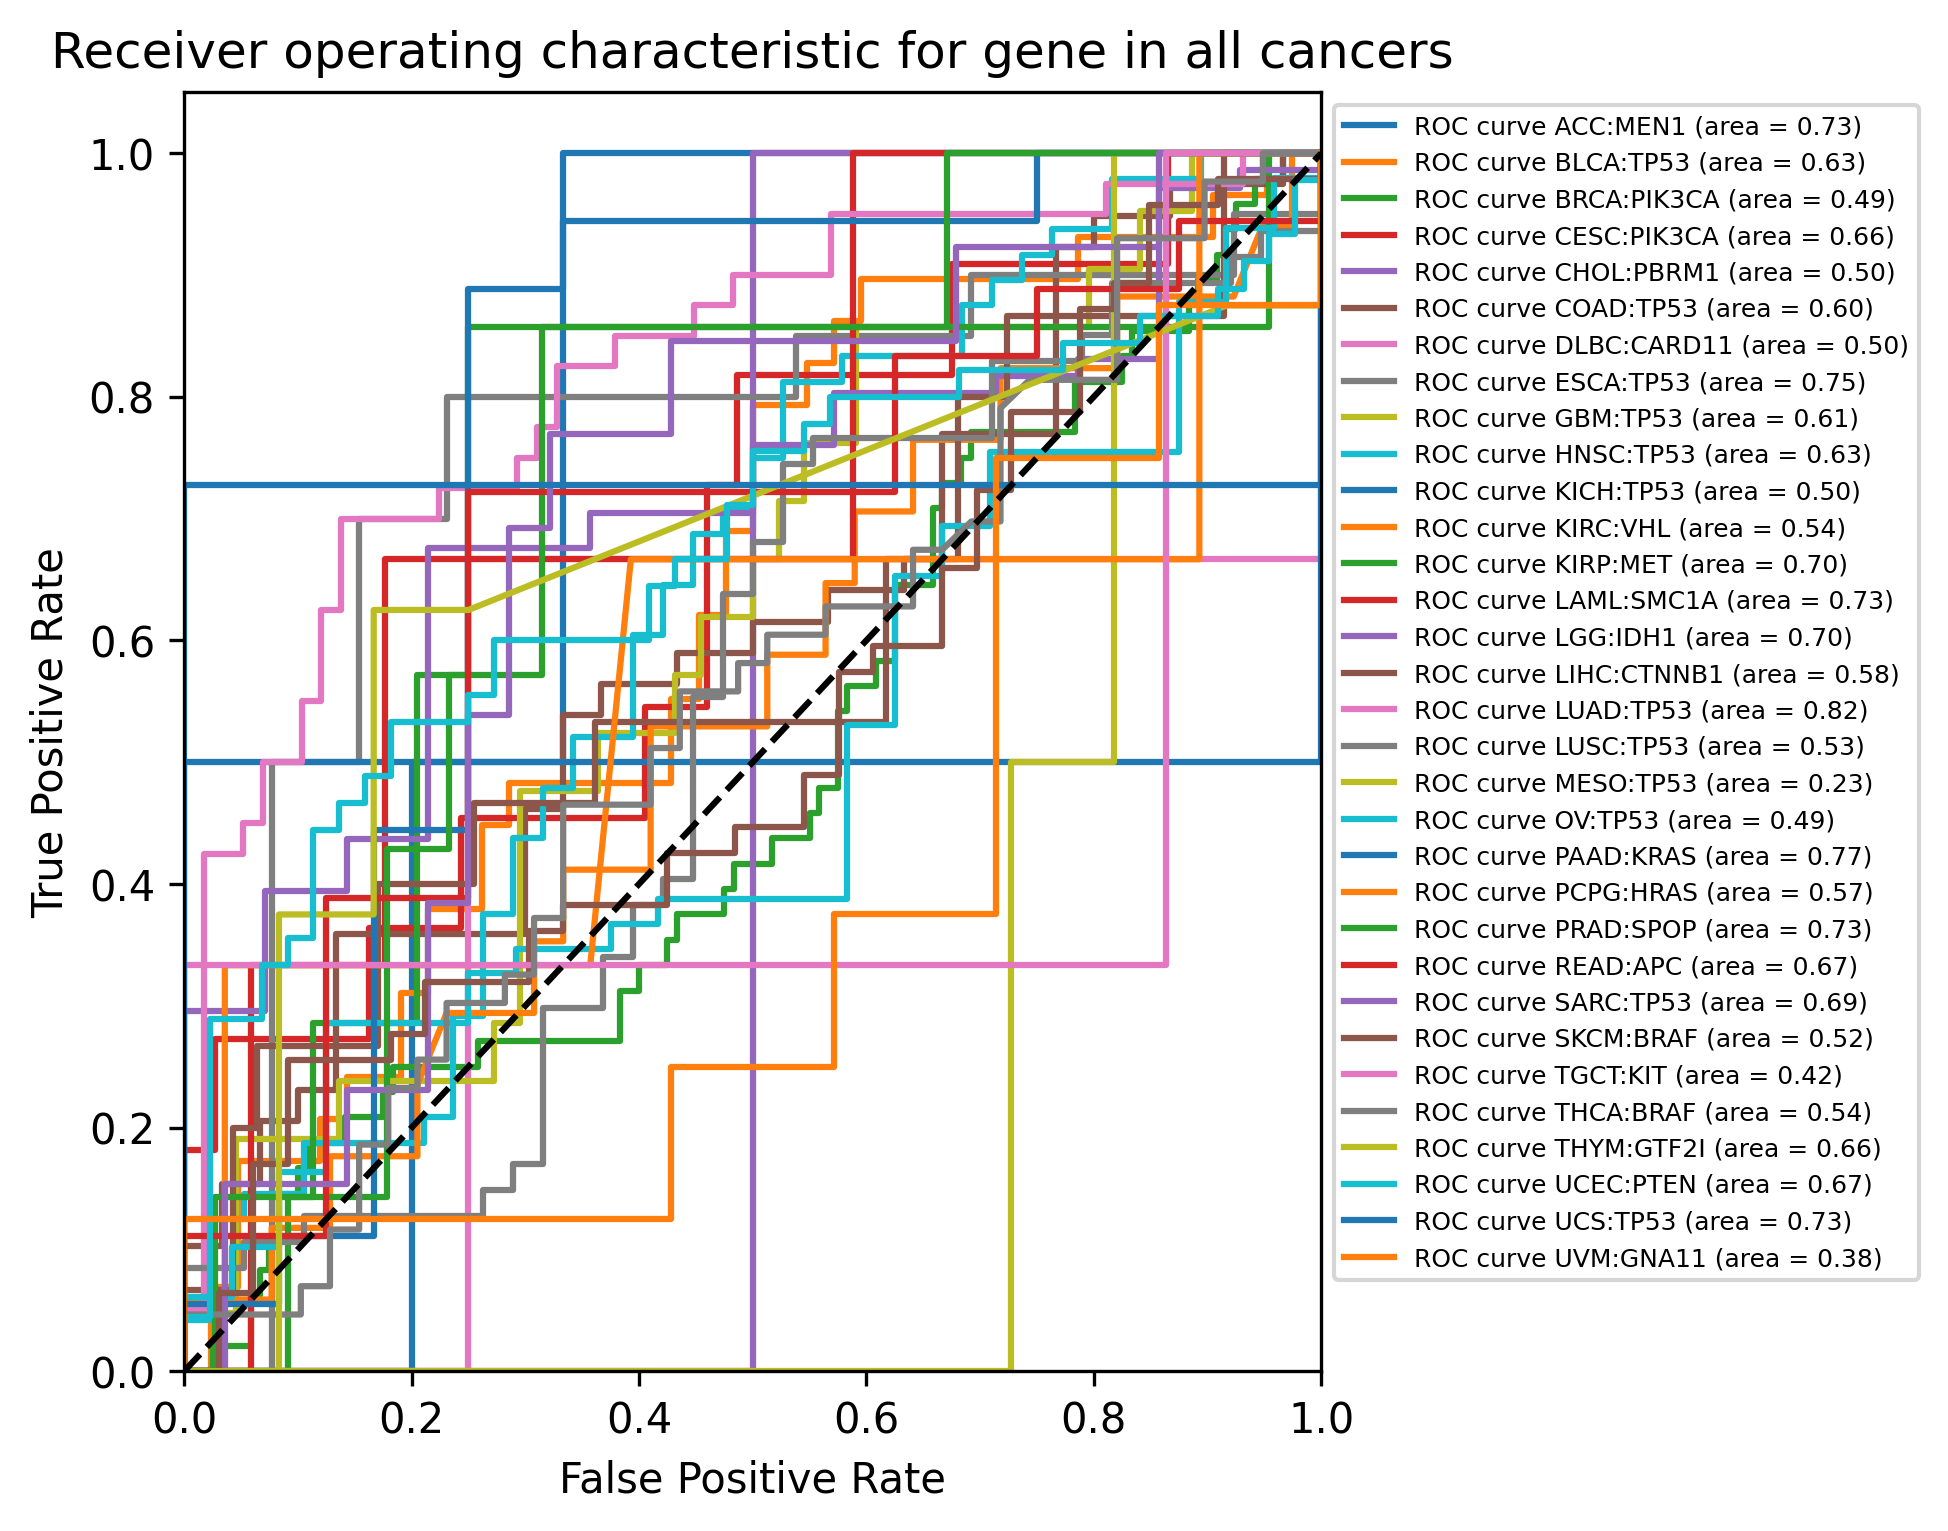 Receiver operating characteristic for gene in all cancers
True Positive Rate
1.0
0.8
0.6
0.4
0.2
0.0
0.0 0.2 0.4 0.6 0.8 1.0
False Positive Rate
ROC curve ACC:MEN1 (area = 0.73)
ROC curve BLCA:TP53 (area = 0.63)
ROC curve BRCA:PIK3CA (area = 0.49)
ROC curve CESC:PIK3CA (area = 0.66)
ROC curve CHOL:PBRM1 (area = 0.50)
ROC curve COAD:TP53 (area = 0.60)
ROC curve DLBC:CARD11 (area = 0.50)
ROC curve ESCA:TP53 (area = 0.75)
ROC curve GBM:TP53 (area = 0.61)
ROC curve HNSC:TP53 (area = 0.63)
ROC curve KICH:TP53 (area = 0.50)
ROC curve KIRC:VHL (area = 0.54)
ROC curve KIRP:MET (area = 0.70)
ROC curve LAML:SMC1A (area = 0.73)
ROC curve LGG:IDH1 (area = 0.70)
ROC curve LIHC:CTNNB1 (area = 0.58)
ROC curve LUAD:TP53 (area = 0.82)
ROC curve LUSC:TP53 (area = 0.53)
ROC curve MESO:TP53 (area = 0.23)
ROC curve OV:TP53 (area = 0.49)
ROC curve PAAD:KRAS (area = 0.77)
ROC curve PCPG:HRAS (area = 0.57)
ROC curve PRAD:SPOP (area = 0.73)
ROC curve READ:APC (area = 0.67)
ROC curve SARC:TP53 (area = 0.69)
ROC curve SKCM:BRAF (area = 0.52)
ROC curve TGCT:KIT (area = 0.42)
ROC curve THCA:BRAF (area = 0.54)
ROC curve THYM:GTF2I (area = 0.66)
ROC curve UCEC:PTEN (area = 0.67)
ROC curve UCS:TP53 (area = 0.73)
ROC curve UVM:GNA11 (area = 0.38)